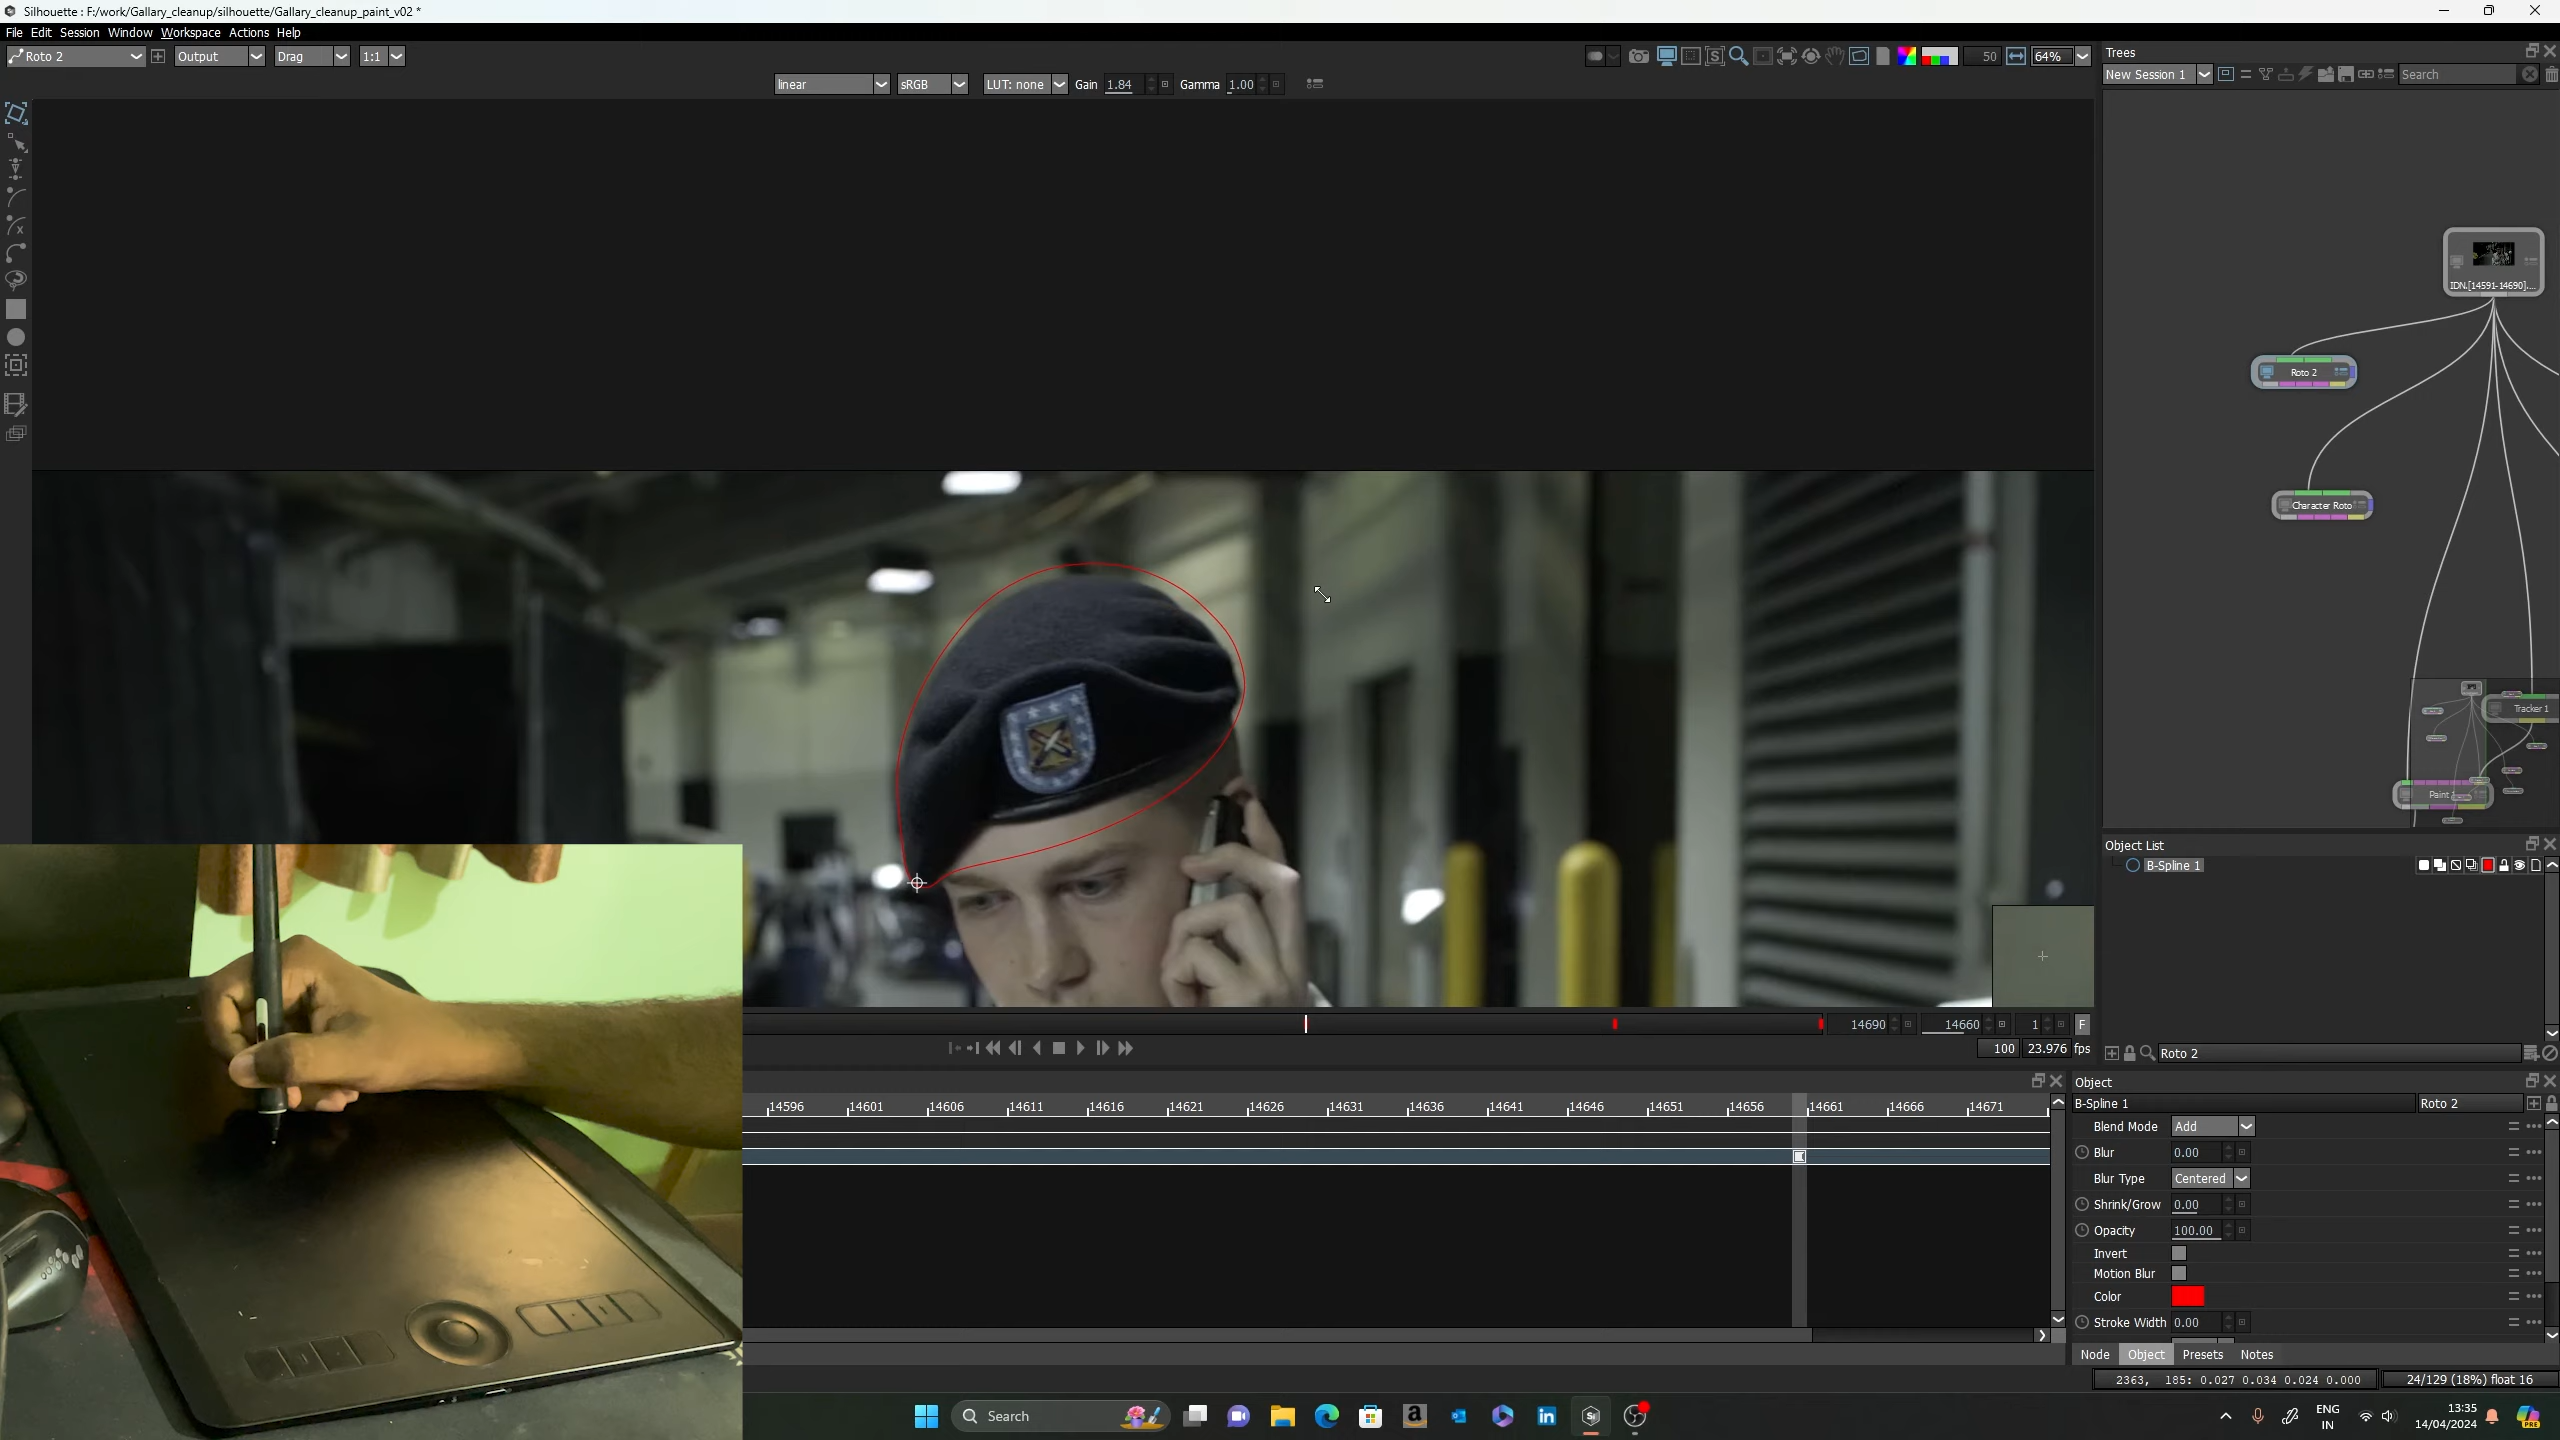 Silhouette : F:/work/Gallary_cleanup/silhouette/Gallary_cleanup_paint_v02 *
File Edit Session Window Workspace Actions Help
Roto 2 Output Drag 1:1 50 64%
linear sRGB LUT: none Gain 1.84 Gamma 1.00
Trees
New Session 1 Search
IDN.[14591-14690]....
Roto 2
Character Roto
Tracker 1
Paint
Object List
B-Spline 1
14690 14660 1 F
100 23.976 fps
Roto 2
14596 14601 14606 14611 14616 14621 14626 14631 14636 14641 14646 14651 14656 14661 14666 14671
Object
B-Spline 1 Roto 2
Blend Mode Add
Blur 0.00
Blur Type Centered
Shrink/Grow 0.00
Opacity 100.00
Invert
Motion Blur
Color
Stroke Width 0.00
Node Object Presets Notes
2363, 185: 0.027 0.034 0.024 0.000 24/129 (18%) float 16
Search
ENG
IN
13:35
14/04/2024